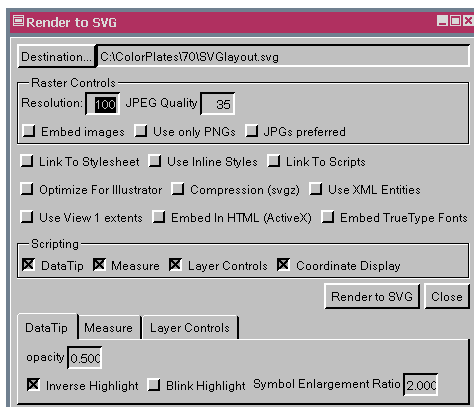 Render to SVG
Destination... C:\ColorPlates\70\SVGlayout.svg
Raster Controls
Resolution: 100 JPEG Quality 35
Embed images Use only PNGs JPGs preferred
Link To Stylesheet Use Inline Styles Link To Scripts
Optimize For Illustrator Compression (svgz) Use XML Entities
Use View 1 extents Embed In HTML (ActiveX) Embed TrueType Fonts
Scripting
DataTip Measure Layer Controls Coordinate Display
Render to SVG Close
DataTip Measure Layer Controls
opacity 0.500
Inverse Highlight Blink Highlight Symbol Enlargement Ratio 2.000